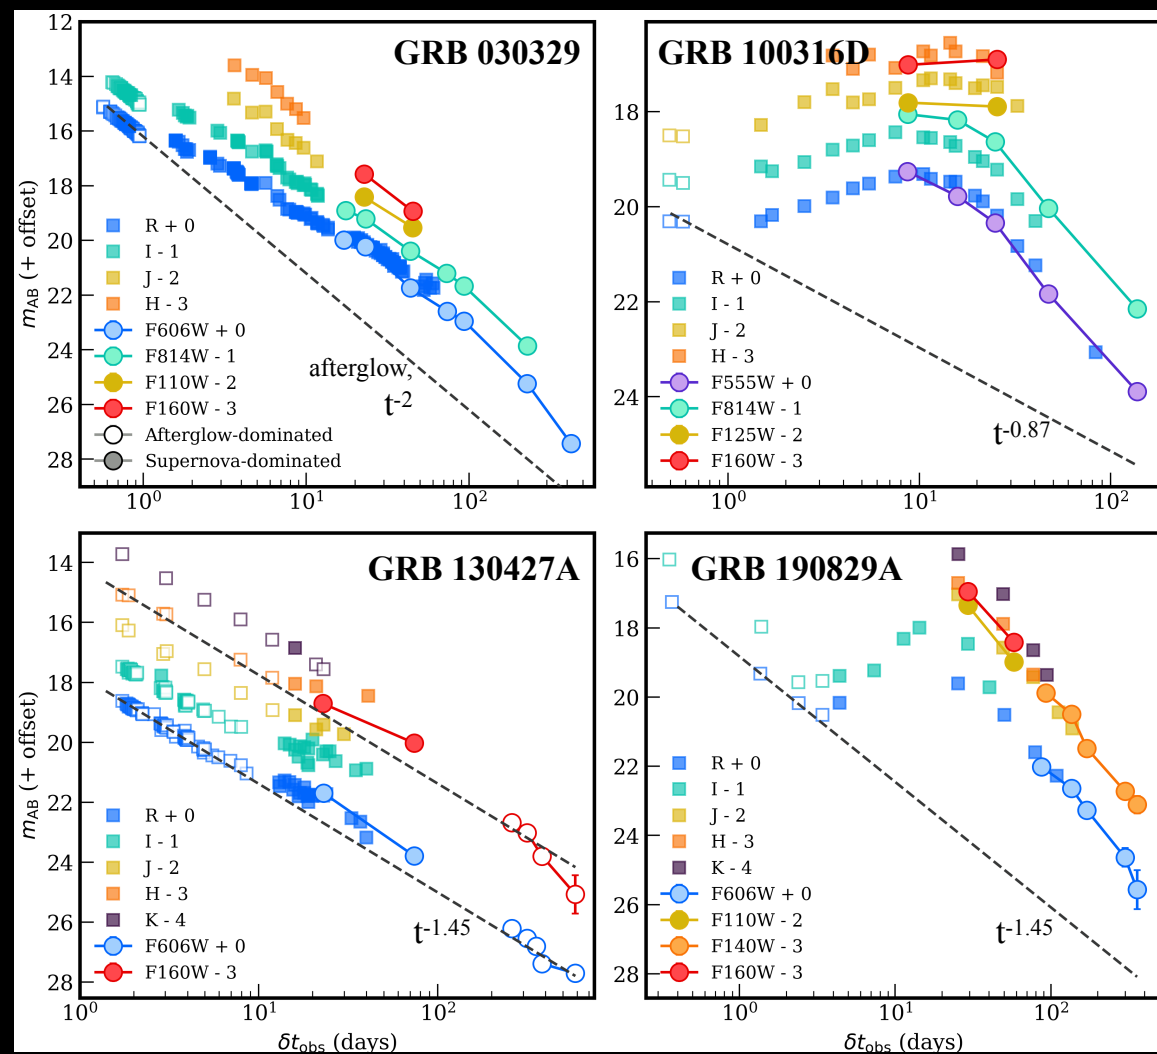 GRB 030329
12
14
16
18
20
22
24
26
28
m_AB (+ offset)
R + 0
I - 1
J - 2
H - 3
F606W + 0
F814W - 1
F110W - 2
F160W - 3
Afterglow-dominated
Supernova-dominated
afterglow,
t^-2
10^0 10^1 10^2
GRB 100316D
18
20
22
24
R + 0
I - 1
J - 2
H - 3
F555W + 0
F814W - 1
F125W - 2
F160W - 3
t^-0.87
10^0 10^1 10^2
GRB 130427A
14
16
18
20
22
24
26
28
m_AB (+ offset)
R + 0
I - 1
J - 2
H - 3
K - 4
F606W + 0
F160W - 3
t^-1.45
10^0 10^1 10^2
δt_obs (days)
GRB 190829A
16
18
20
22
24
26
28
R + 0
I - 1
J - 2
H - 3
K - 4
F606W + 0
F110W - 2
F140W - 3
F160W - 3
t^-1.45
10^0 10^1 10^2
δt_obs (days)